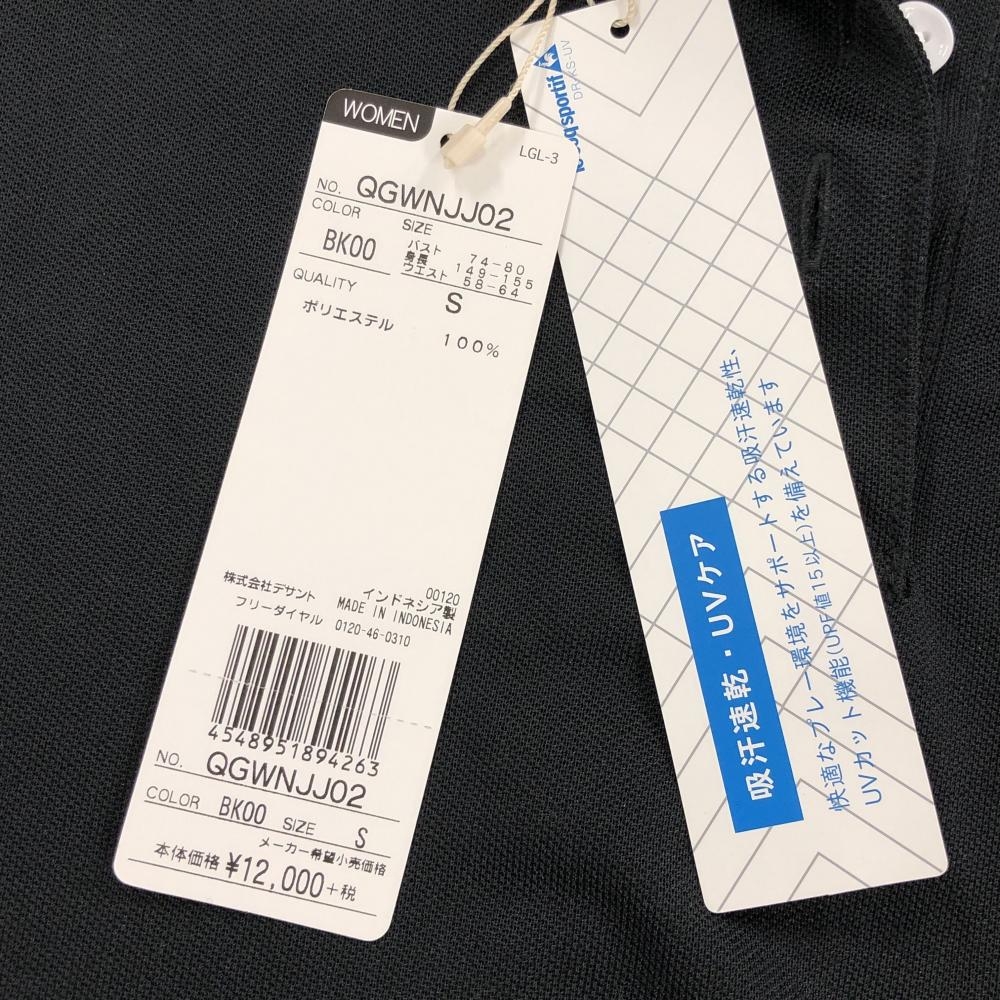 WOMEN
LGL-3
NO. QGWNJJ02
COLOR
SIZE
BK00
バスト 74-80
身長 149-155
ウエスト 58-64
QUALITY
S
ポリエステル
100%
00120
株式会社デサント インドネシア製
フリーダイヤル MADE IN INDONESIA
0120-46-0310
4548951894263
NO. QGWNJJ02
COLOR BK00 SIZE S
メーカー希望小売価格
本体価格 ¥12,000+税
sportif
DRKS-UV
吸汗速乾・UVケア
快適なプレー環境をサポートする吸汗速乾性、
UVカット機能(UPF値15以上)を備えています